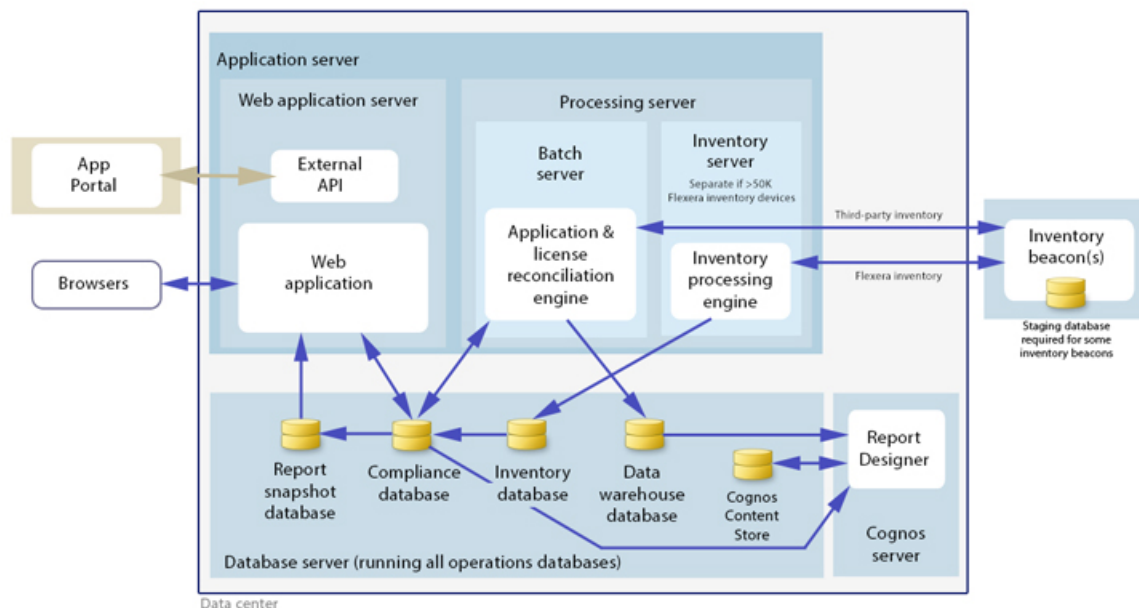 Application server
Web application server
Processing server
App
Portal
External
API
Batch
server
Inventory
server
Separate if >50K
Flexera inventory devices
Third-party inventory
Application &
license
reconciliation
engine
Inventory
beacon(s)
Browsers
Web
application
Inventory
processing
engine
Flexera inventory
Staging database
required for some
inventory beacons
Report
snapshot
database
Compliance
database
Inventory
database
Data
warehouse
database
Cognos
Content
Store
Report
Designer
Cognos
server
Database server (running all operations databases)
Data center